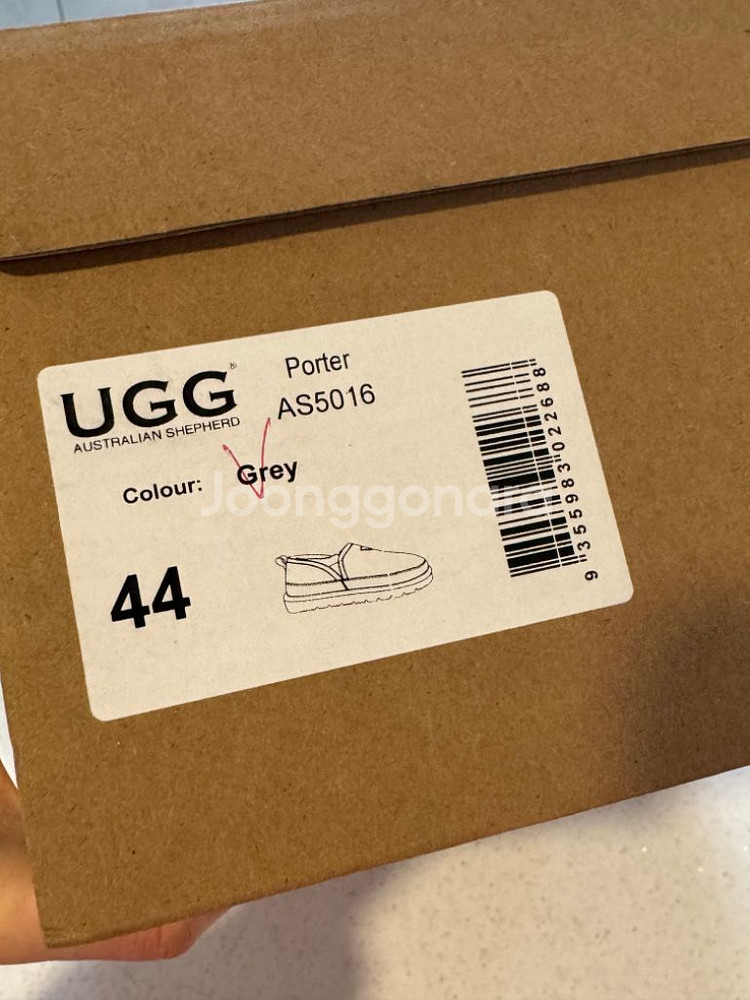 UGG®
AUSTRALIAN SHEPHERD
Porter
AS5016
Colour: Grey
44
9 355983 022688
Joonggonara